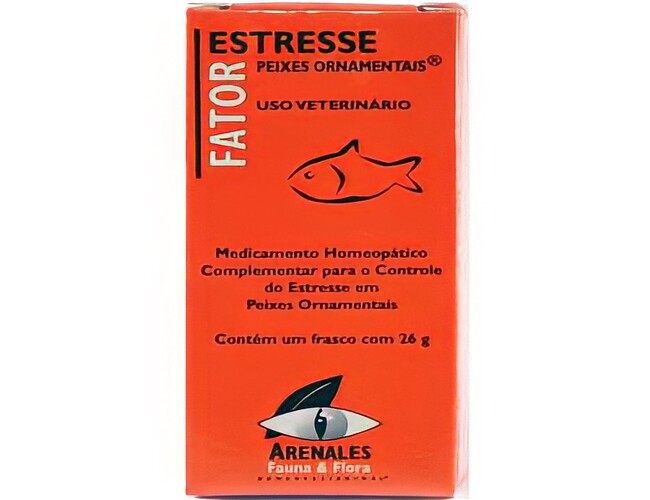 FATOR
ESTRESSE
PEIXES ORNAMENTAIS®
USO VETERINÁRIO
Medicamento Homeopático
Complementar para o Controle
do Estresse em
Peixes Ornamentais
Contém um frasco com 26 g
ARENALES
Fauna & Flora